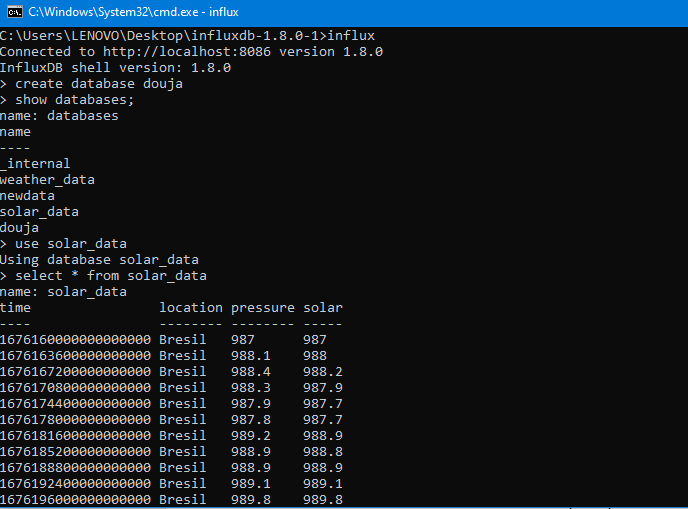 C:\Windows\System32\cmd.exe - influx
C:\Users\LENOVO\Desktop\influxdb-1.8.0-1>influx
Connected to http://localhost:8086 version 1.8.0
InfluxDB shell version: 1.8.0
> create database douja
> show databases;
name: databases
name
----
_internal
weather_data
newdata
solar_data
douja
> use solar_data
Using database solar_data
> select * from solar_data
name: solar_data
time                location pressure solar
----                -------- -------- -----
1676160000000000000 Bresil   987      987
1676163600000000000 Bresil   988.1    988
1676167200000000000 Bresil   988.4    988.2
1676170800000000000 Bresil   988.3    987.9
1676174400000000000 Bresil   987.9    987.7
1676178000000000000 Bresil   987.8    987.7
1676181600000000000 Bresil   989.2    988.9
1676185200000000000 Bresil   988.9    988.8
1676188800000000000 Bresil   988.9    988.9
1676192400000000000 Bresil   989.1    989.1
1676196000000000000 Bresil   989.8    989.8